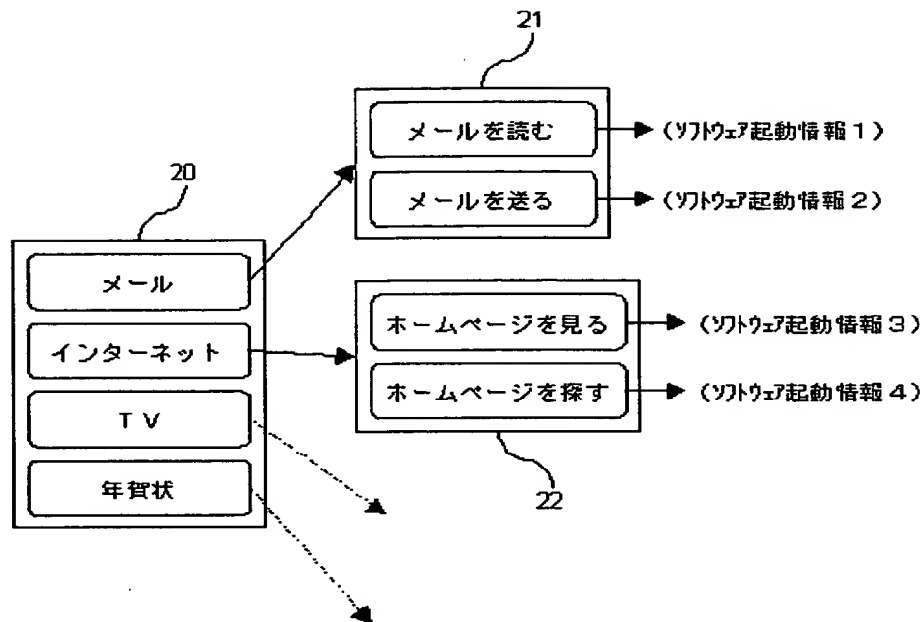 21
メールを読む
(ソフトウェア起動情報1)
メールを送る
(ソフトウェア起動情報2)
20
メール
インターネット
TV
年賀状
ホームページを見る
(ソフトウェア起動情報3)
ホームページを探す
(ソフトウェア起動情報4)
22